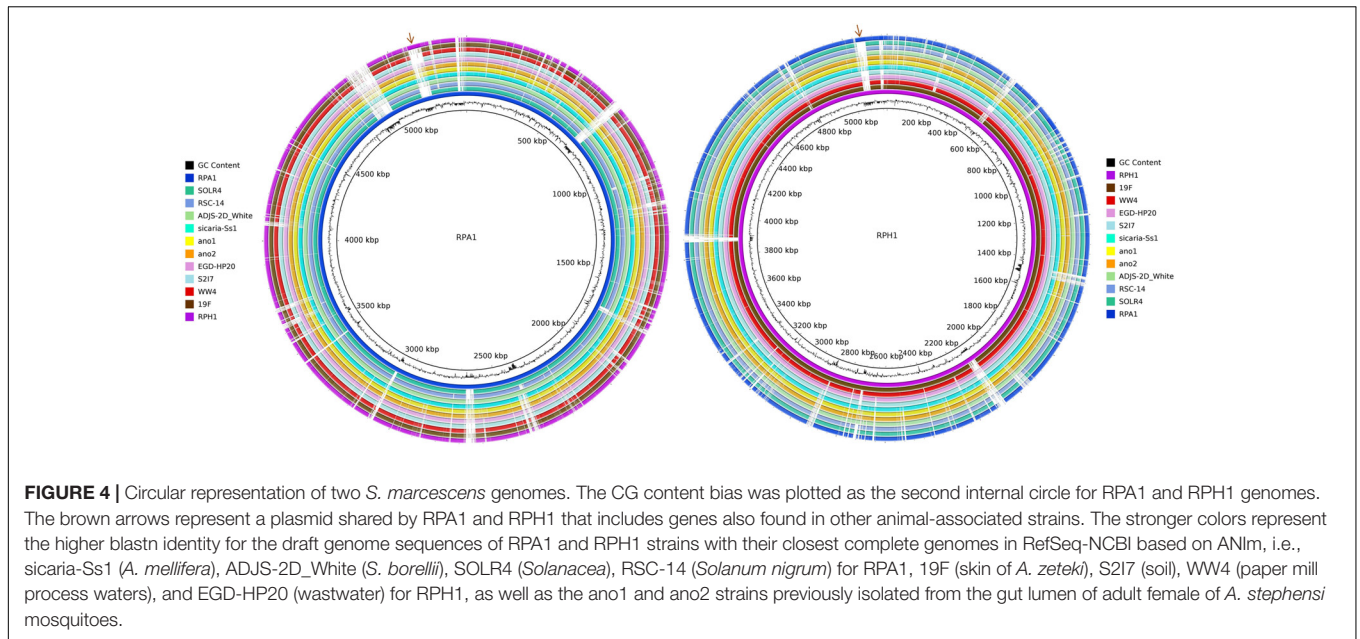 GC Content
RPA1
SOLR4
RSC-14
ADJS-2D_White
sicaria-Ss1
ano1
ano2
EGD-HP20
S2I7
WW4
19F
RPH1
500 kbp
1000 kbp
1500 kbp
2000 kbp
2500 kbp
3000 kbp
3500 kbp
4000 kbp
4500 kbp
5000 kbp
RPA1
200 kbp
400 kbp
600 kbp
800 kbp
1000 kbp
1200 kbp
1400 kbp
1600 kbp
1800 kbp
2000 kbp
2200 kbp
2400 kbp
2600 kbp
2800 kbp
3000 kbp
3200 kbp
3400 kbp
3600 kbp
3800 kbp
4000 kbp
4200 kbp
4400 kbp
4600 kbp
4800 kbp
5000 kbp
RPH1
GC Content
RPH1
19F
WW4
EGD-HP20
S2I7
sicaria-Ss1
ano1
ano2
ADJS-2D_White
RSC-14
SOLR4
RPA1
FIGURE 4 | Circular representation of two S. marcescens genomes. The CG content bias was plotted as the second internal circle for RPA1 and RPH1 genomes.
The brown arrows represent a plasmid shared by RPA1 and RPH1 that includes genes also found in other animal-associated strains. The stronger colors represent
the higher blastn identity for the draft genome sequences of RPA1 and RPH1 strains with their closest complete genomes in RefSeq-NCBI based on ANIm, i.e.,
sicaria-Ss1 (A. mellifera), ADJS-2D_White (S. borellii), SOLR4 (Solanacea), RSC-14 (Solanum nigrum) for RPA1, 19F (skin of A. zeteki), S2I7 (soil), WW4 (paper mill
process waters), and EGD-HP20 (wastwater) for RPH1, as well as the ano1 and ano2 strains previously isolated from the gut lumen of adult female of A. stephensi
mosquitoes.